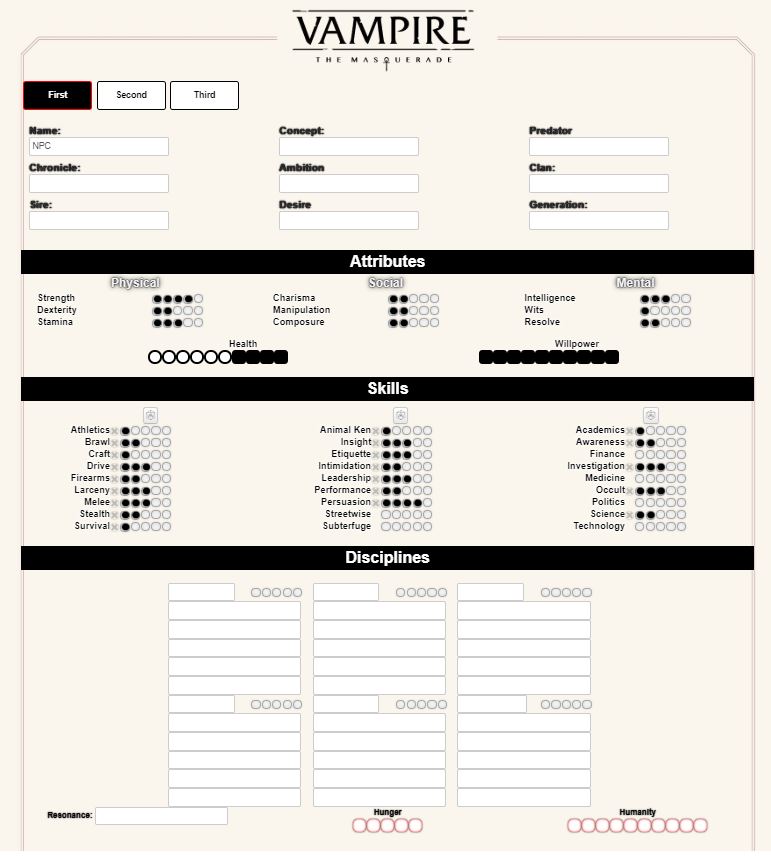 VAMPIRE
THE MASQUERADE
First Second Third
Name: Concept: Predator
NPC
Chronicle: Ambition Clan:
Sire: Desire Generation:
Attributes
Physical Social Mental
Strength Charisma Intelligence
Dexterity Manipulation Wits
Stamina Composure Resolve
Health Willpower
Skills
Athletics Animal Ken Academics
Brawl Insight Awareness
Craft Etiquette Finance
Drive Intimidation Investigation
Firearms Leadership Medicine
Larceny Performance Occult
Melee Persuasion Politics
Stealth Streetwise Science
Survival Subterfuge Technology
Disciplines
Resonance: Hunger Humanity